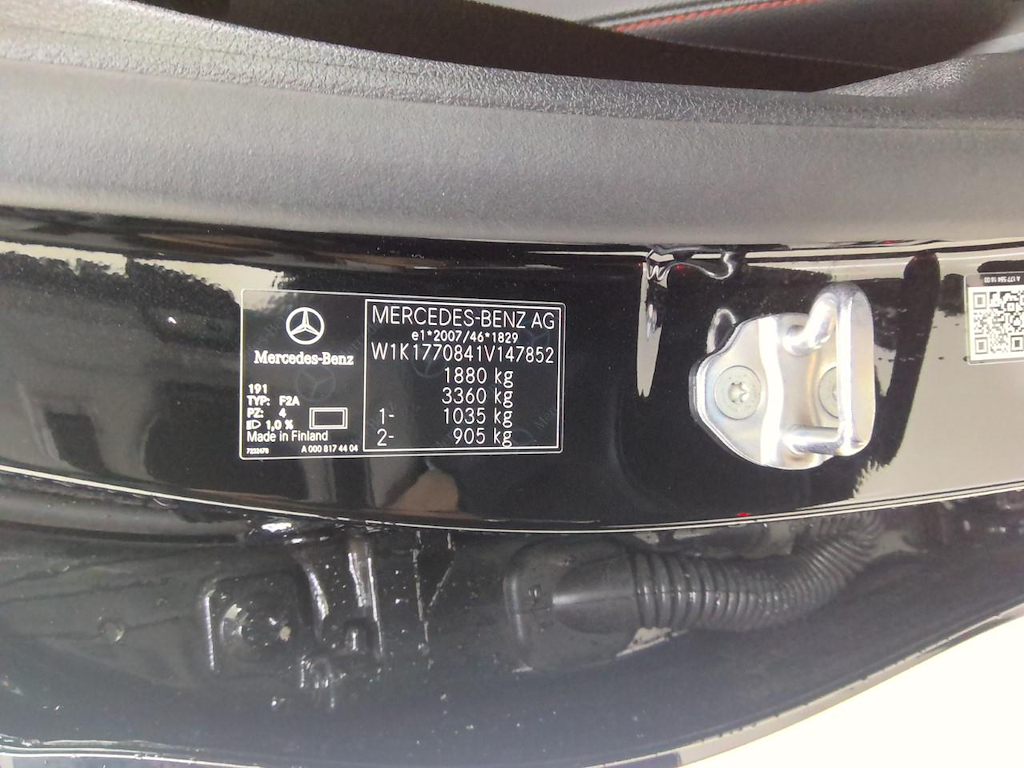 Mercedes-Benz
191
TYP: F2A
PZ: 4
1,0 %
Made in Finland
A 000 817 44 04
MERCEDES-BENZ AG
e1*2007/46*1829
W1K1770841V147852
1880 kg
3360 kg
1- 1035 kg
2- 905 kg